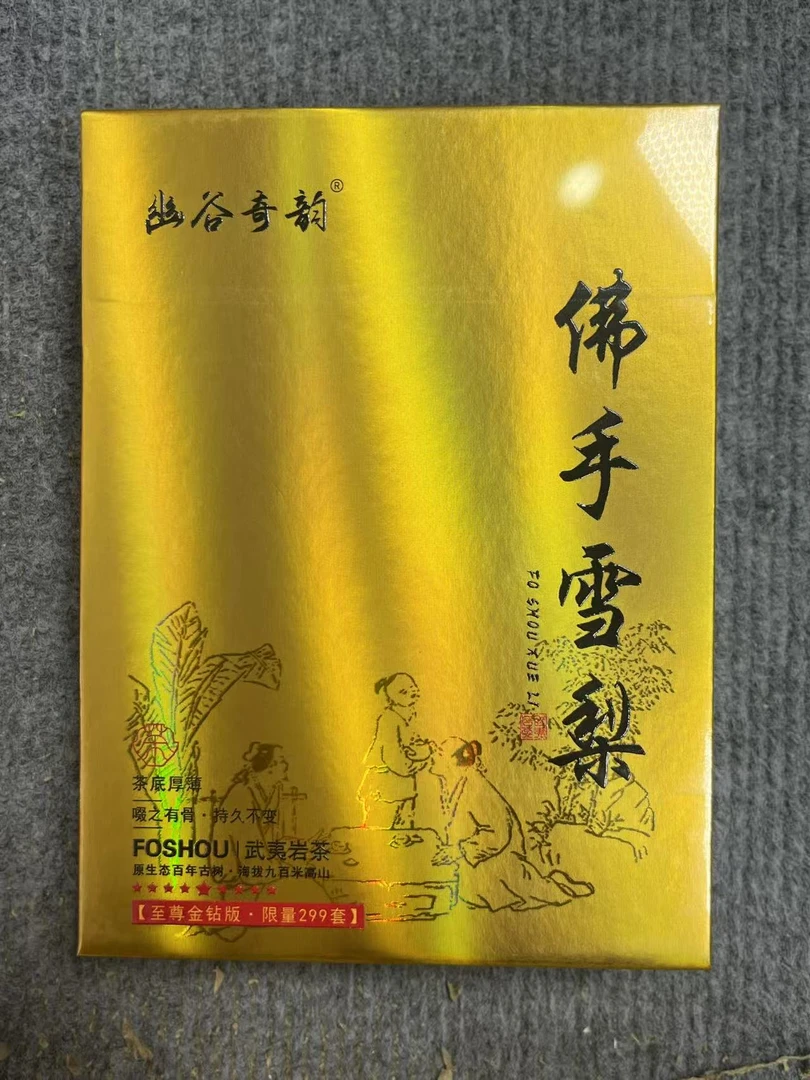 幽谷奇韵®
佛手雪梨
FO SHOU XUE LI
茶底厚薄
啜之有骨·持久不变
FOSHOU|武夷岩茶
原生态百年古树·海拔九百米高山
★★★★★★★★★
【至尊金钻版·限量299套】